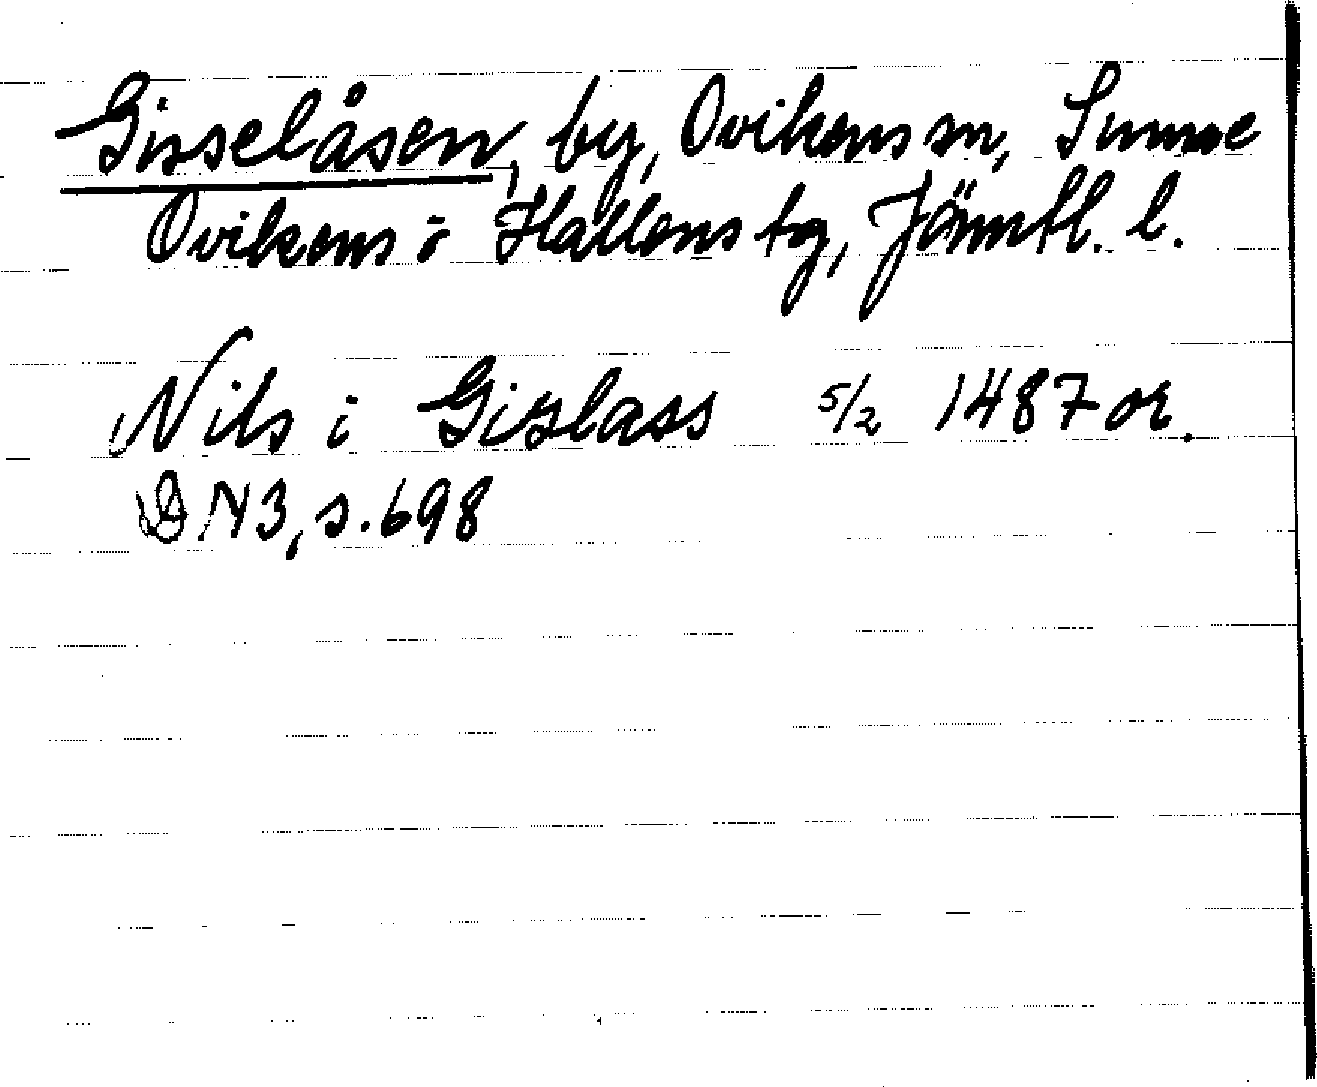 Gisselåsen, by, Ovikens sn, Sunne
Ovikens o Hallens tg, Jämtl. l.
Nils i Gislass 5/2 1487 or.
DN3, s. 698